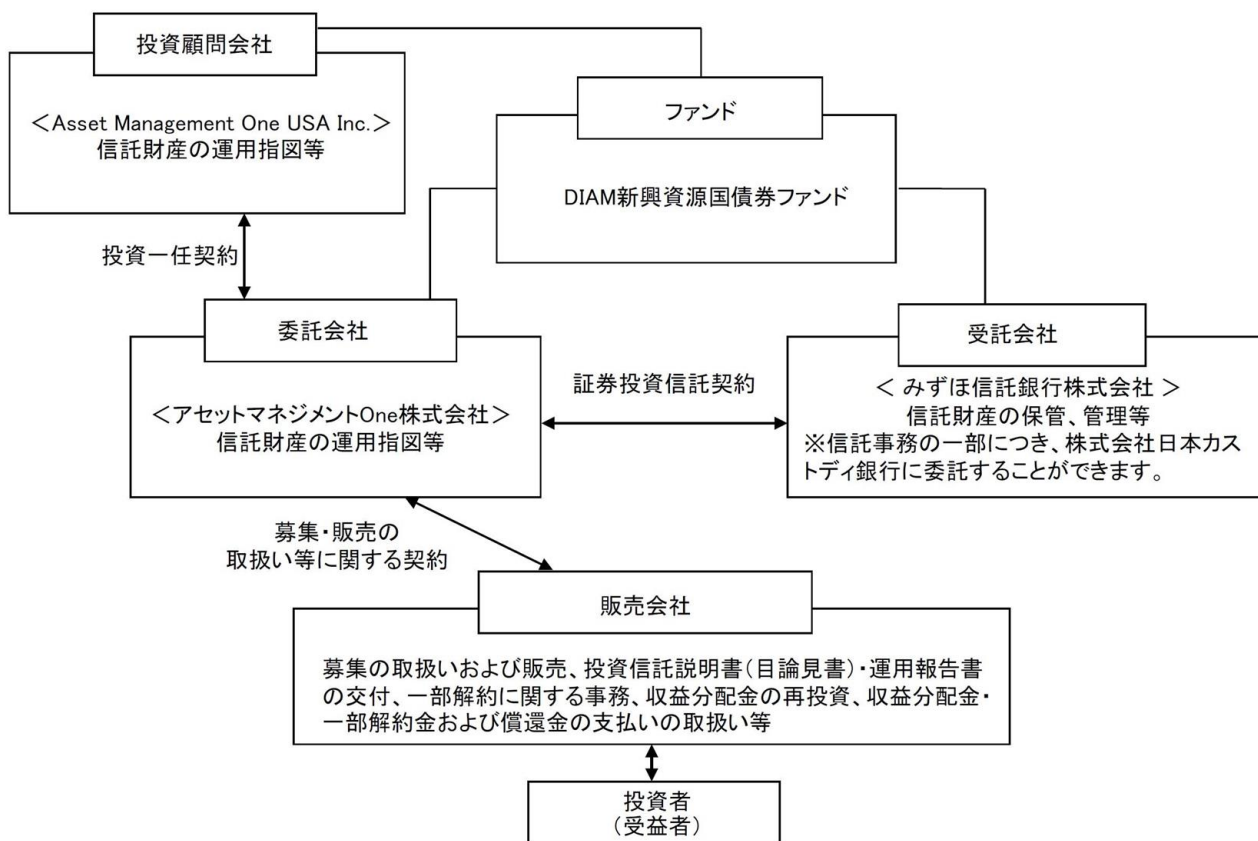 投資顧問会社
＜Asset Management One USA Inc.＞
信託財産の運用指図等
ファンド
DIAM新興資源国債券ファンド
投資一任契約
委託会社
＜アセットマネジメントOne株式会社＞
信託財産の運用指図等
証券投資信託契約
受託会社
＜ みずほ信託銀行株式会社 ＞
信託財産の保管、管理等
※信託事務の一部につき、株式会社日本カス
トディ銀行に委託することができます。
募集・販売の
取扱い等に関する契約
販売会社
募集の取扱いおよび販売、投資信託説明書（目論見書）・運用報告書
の交付、一部解約に関する事務、収益分配金の再投資、収益分配金・
一部解約金および償還金の支払いの取扱い等
投資者
（受益者）